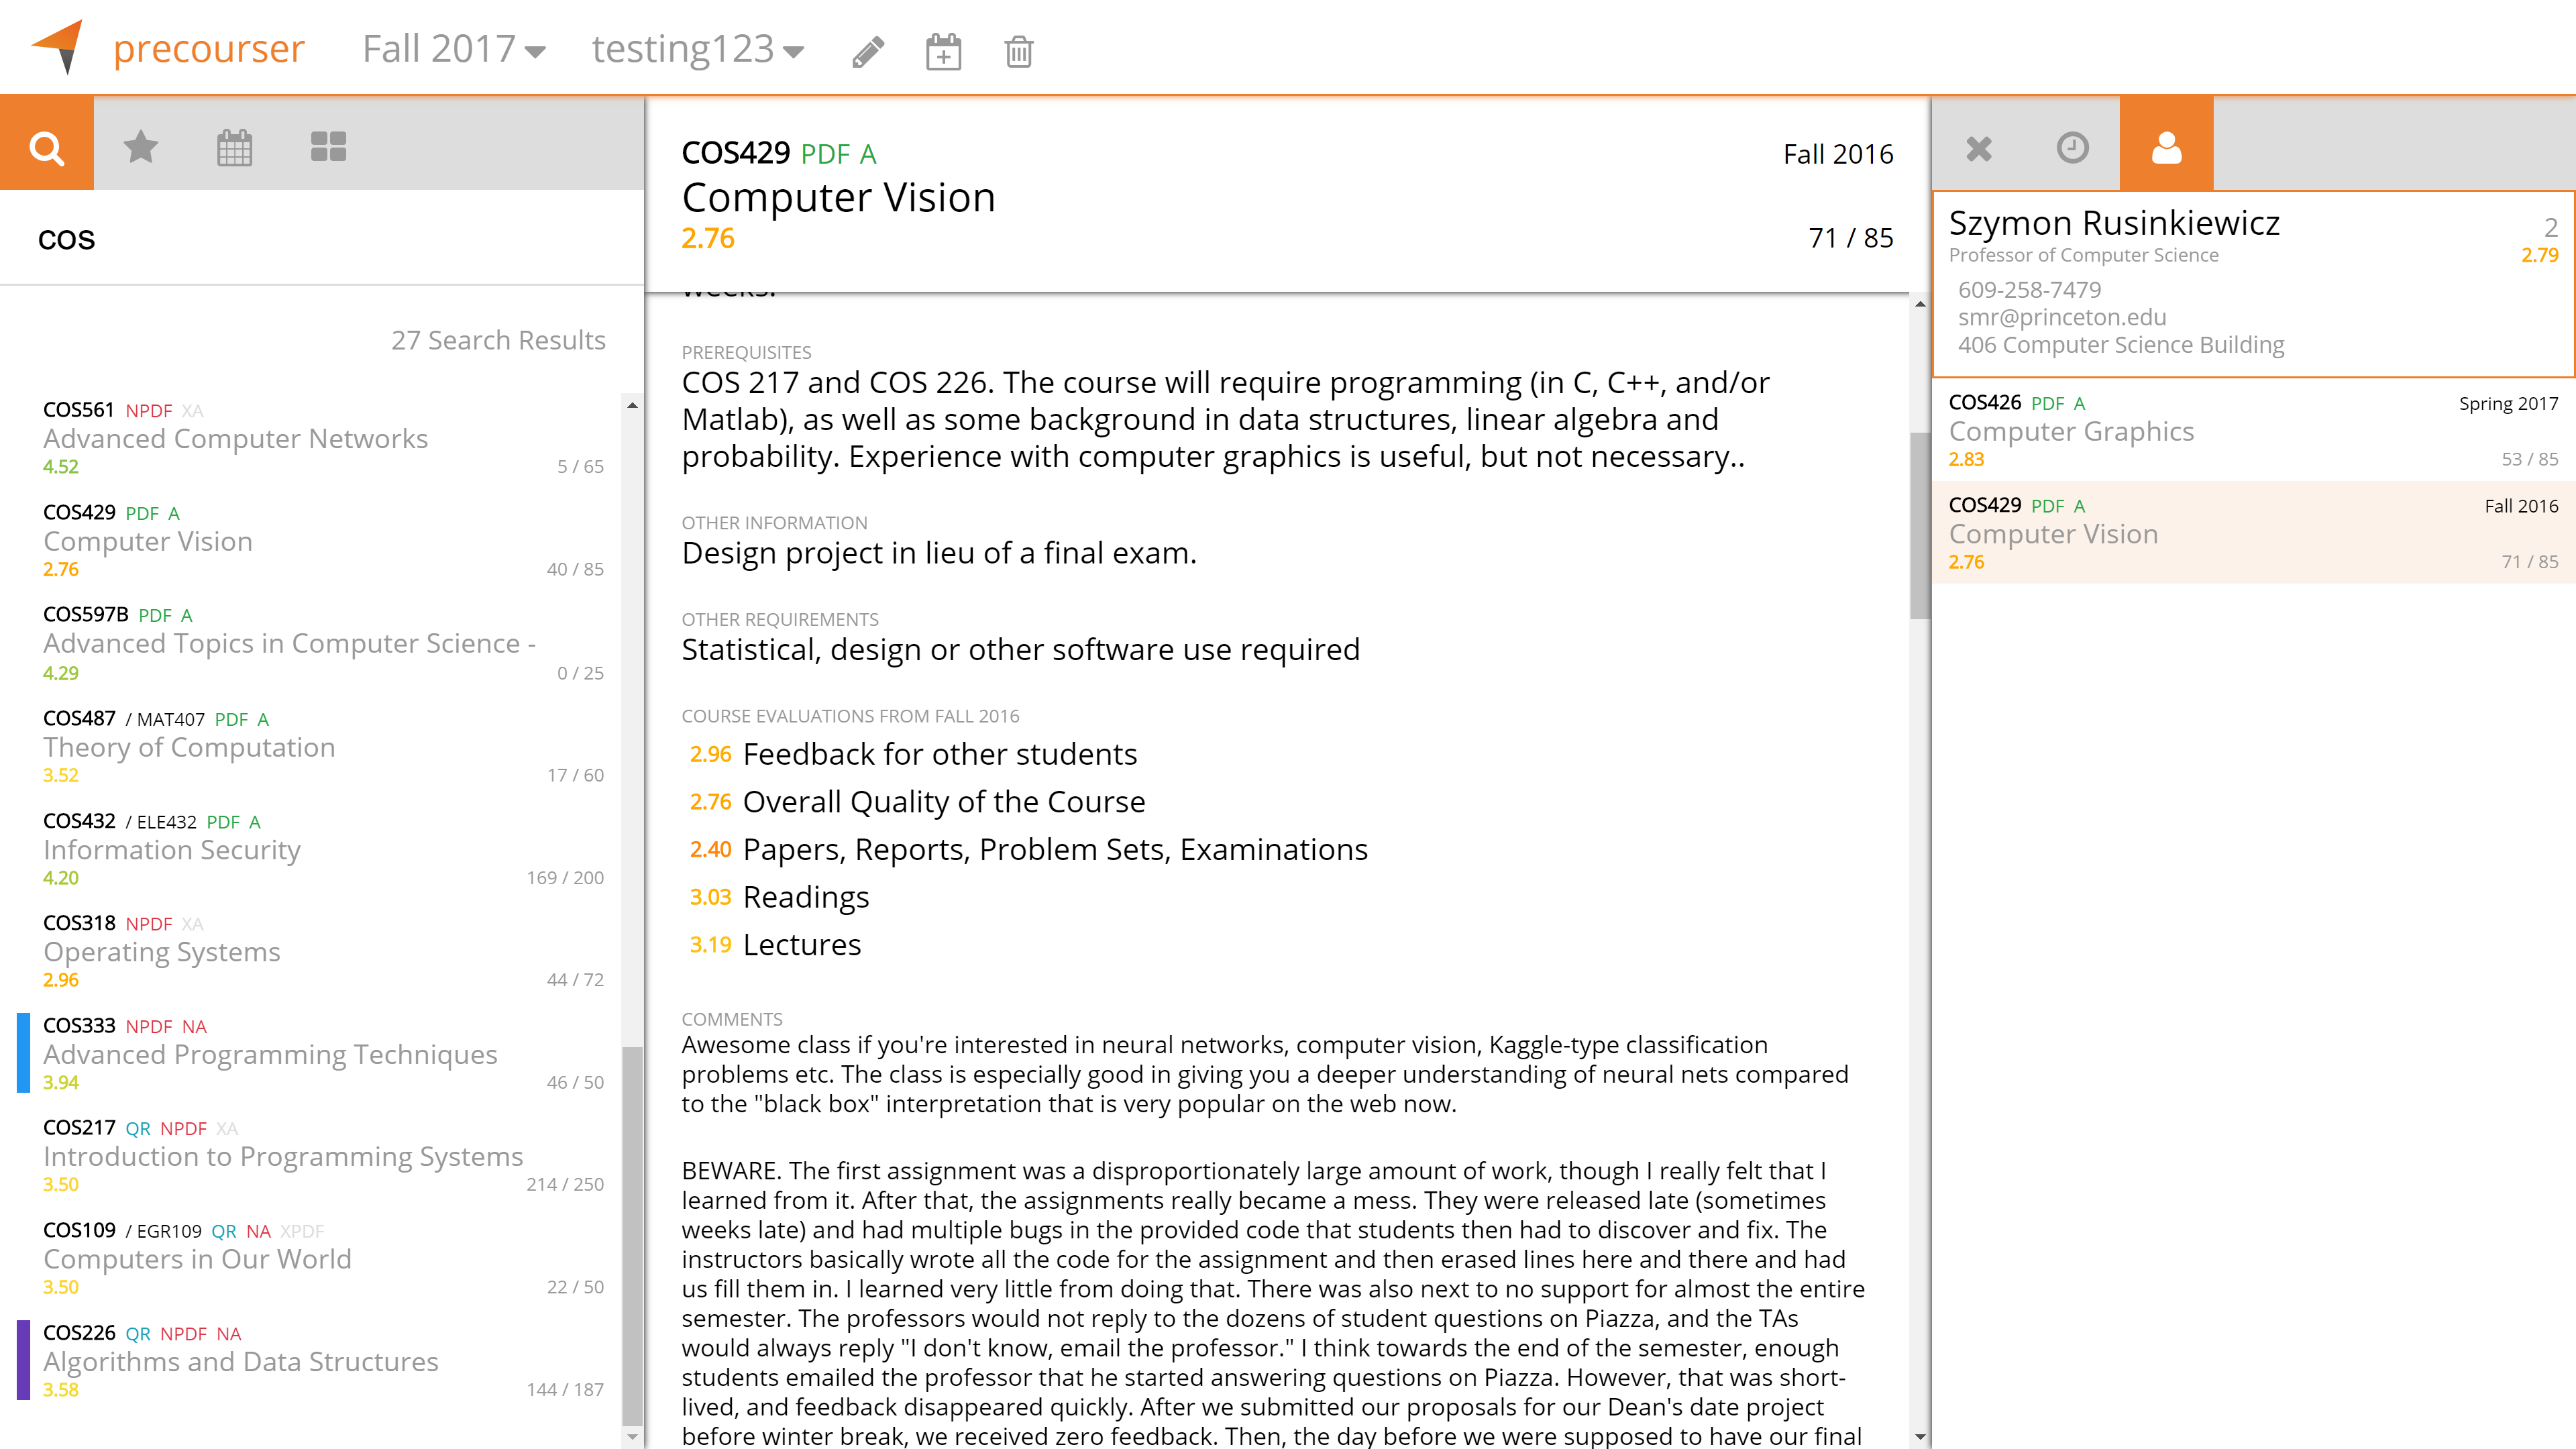 precourser
Fall 2017
testing123
cos
27 Search Results
COS561 NPDF XA
Advanced Computer Networks
4.52 5 / 65
COS429 PDF A
Computer Vision
2.76 40 / 85
COS597B PDF A
Advanced Topics in Computer Science -
4.29 0 / 25
COS487 / MAT407 PDF A
Theory of Computation
3.52 17 / 60
COS432 / ELE432 PDF A
Information Security
4.20 169 / 200
COS318 NPDF XA
Operating Systems
2.96 44 / 72
COS333 NPDF NA
Advanced Programming Techniques
3.94 46 / 50
COS217 QR NPDF XA
Introduction to Programming Systems
3.50 214 / 250
COS109 / EGR109 QR NA XPDF
Computers in Our World
3.50 22 / 50
COS226 QR NPDF NA
Algorithms and Data Structures
3.58 144 / 187
COS429 PDF A Fall 2016
Computer Vision
2.76 71 / 85
weeks.
PREREQUISITES
COS 217 and COS 226. The course will require programming (in C, C++, and/or
Matlab), as well as some background in data structures, linear algebra and
probability. Experience with computer graphics is useful, but not necessary..
OTHER INFORMATION
Design project in lieu of a final exam.
OTHER REQUIREMENTS
Statistical, design or other software use required
COURSE EVALUATIONS FROM FALL 2016
2.96 Feedback for other students
2.76 Overall Quality of the Course
2.40 Papers, Reports, Problem Sets, Examinations
3.03 Readings
3.19 Lectures
COMMENTS
Awesome class if you're interested in neural networks, computer vision, Kaggle-type classification
problems etc. The class is especially good in giving you a deeper understanding of neural nets compared
to the "black box" interpretation that is very popular on the web now.
BEWARE. The first assignment was a disproportionately large amount of work, though I really felt that I
learned from it. After that, the assignments really became a mess. They were released late (sometimes
weeks late) and had multiple bugs in the provided code that students then had to discover and fix. The
instructors basically wrote all the code for the assignment and then erased lines here and there and had
us fill them in. I learned very little from doing that. There was also next to no support for almost the entire
semester. The professors would not reply to the dozens of student questions on Piazza, and the TAs
would always reply "I don't know, email the professor." I think towards the end of the semester, enough
students emailed the professor that he started answering questions on Piazza. However, that was short-
lived, and feedback disappeared quickly. After we submitted our proposals for our Dean's date project
before winter break, we received zero feedback. Then, the day before we were supposed to have our final
Szymon Rusinkiewicz 2
Professor of Computer Science 2.79
609-258-7479
smr@princeton.edu
406 Computer Science Building
COS426 PDF A Spring 2017
Computer Graphics
2.83 53 / 85
COS429 PDF A Fall 2016
Computer Vision
2.76 71 / 85